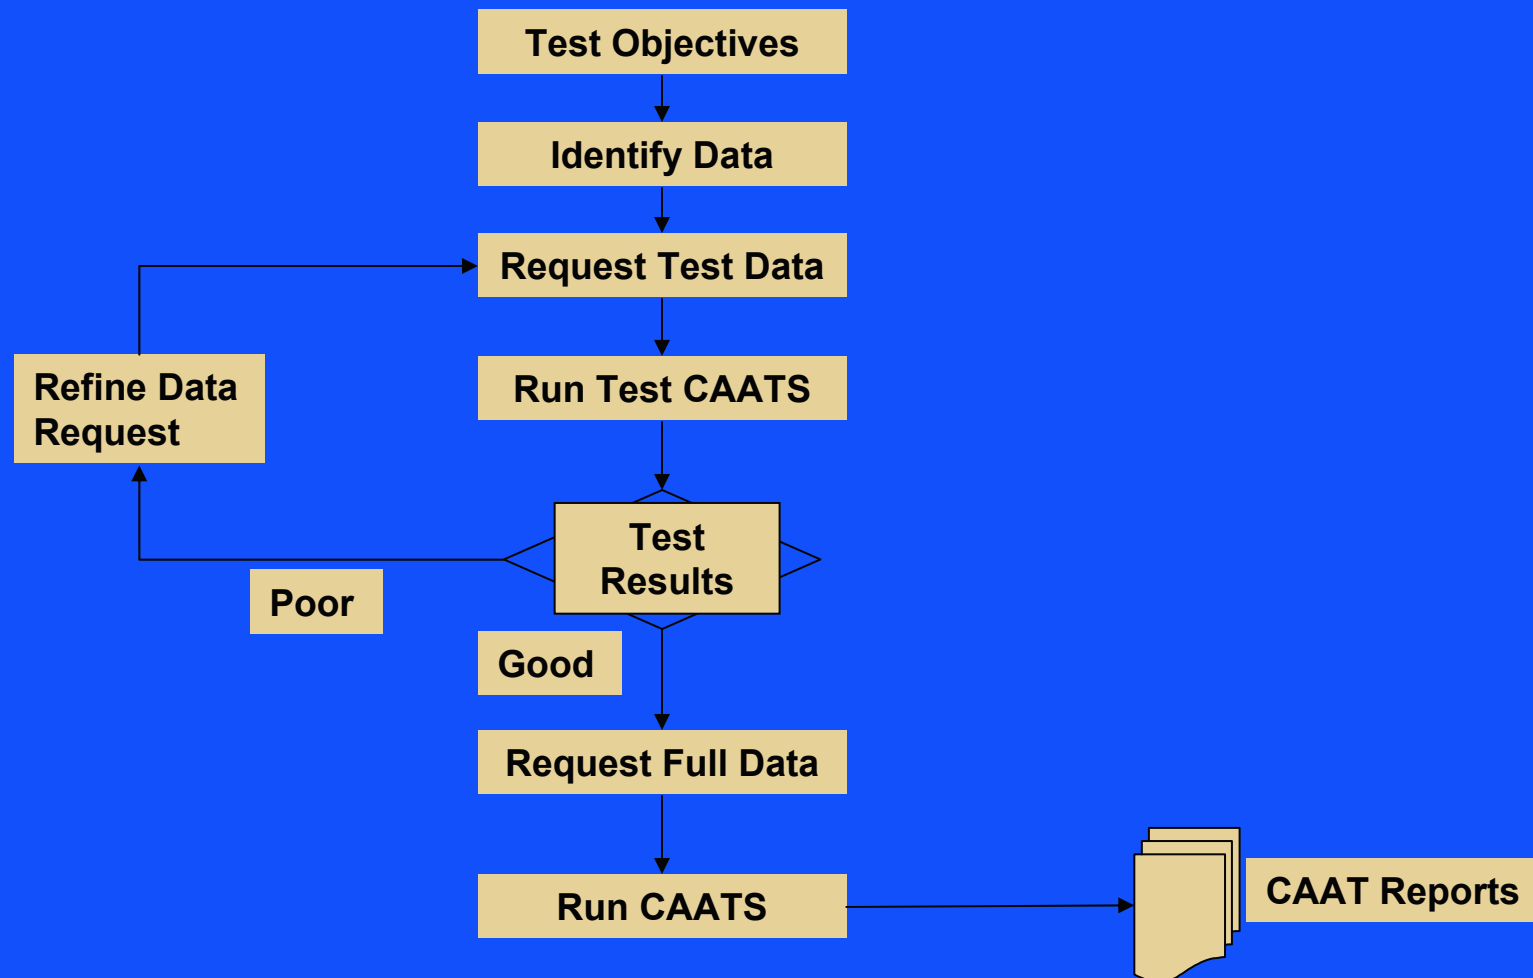 Test Objectives
Identify Data
Request Test Data
Run Test CAATS
Refine Data
Request
Test
Results
Poor
Good
Request Full Data
Run CAATS
CAAT Reports